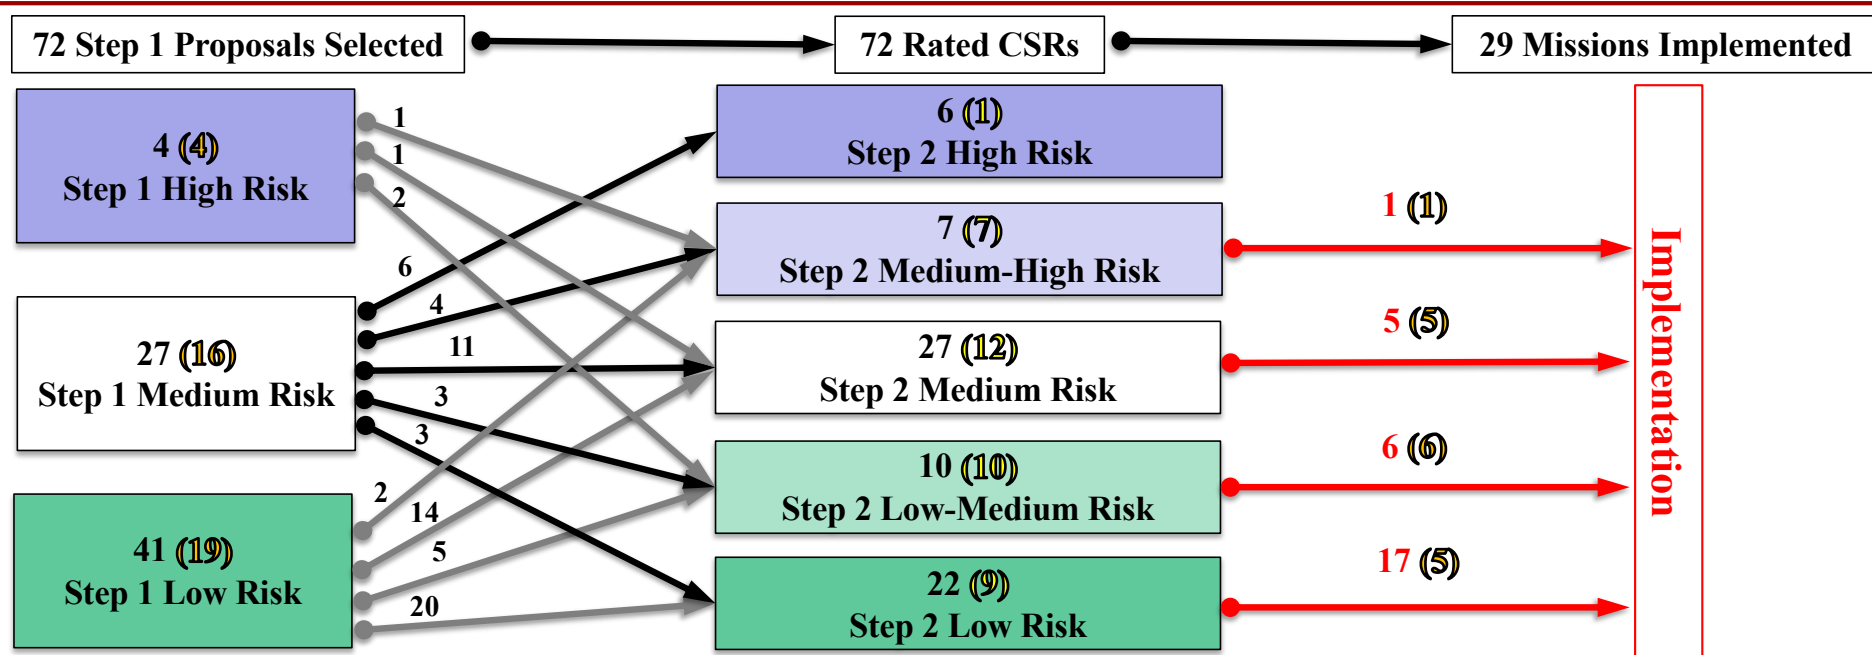 72 Step 1 Proposals Selected
72 Rated CSRs
29 Missions Implemented
4 (4)
Step 1 High Risk
27 (16)
Step 1 Medium Risk
41 (19)
Step 1 Low Risk
1
1
2
6
4
11
3
3
2
14
5
20
6 (1)
Step 2 High Risk
7 (7)
Step 2 Medium-High Risk
27 (12)
Step 2 Medium Risk
10 (10)
Step 2 Low-Medium Risk
22 (9)
Step 2 Low Risk
1 (1)
5 (5)
6 (6)
17 (5)
Implementation